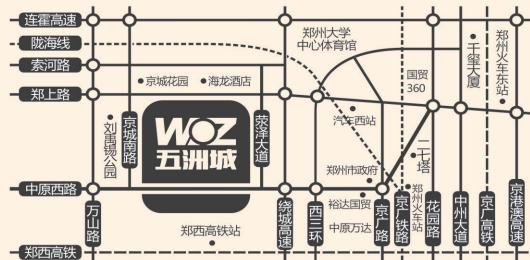 连霍高速
陇海线
索河路
郑上路
中原西路
郑西高铁
京城花园
海龙酒店
刘禹锡公园
京城南路
WOZ
五洲城
荥泽大道
郑西高铁站
郑州大学
中心体育馆
汽车西站
郑州市政府
裕达国贸
中原万达
国贸
360
二七塔
郑州火车站
千玺大厦
郑州火车东站
万山路
绕城高速
西三环
京广路
京广铁路
花园路
中州大道
京广高铁
京港澳高速